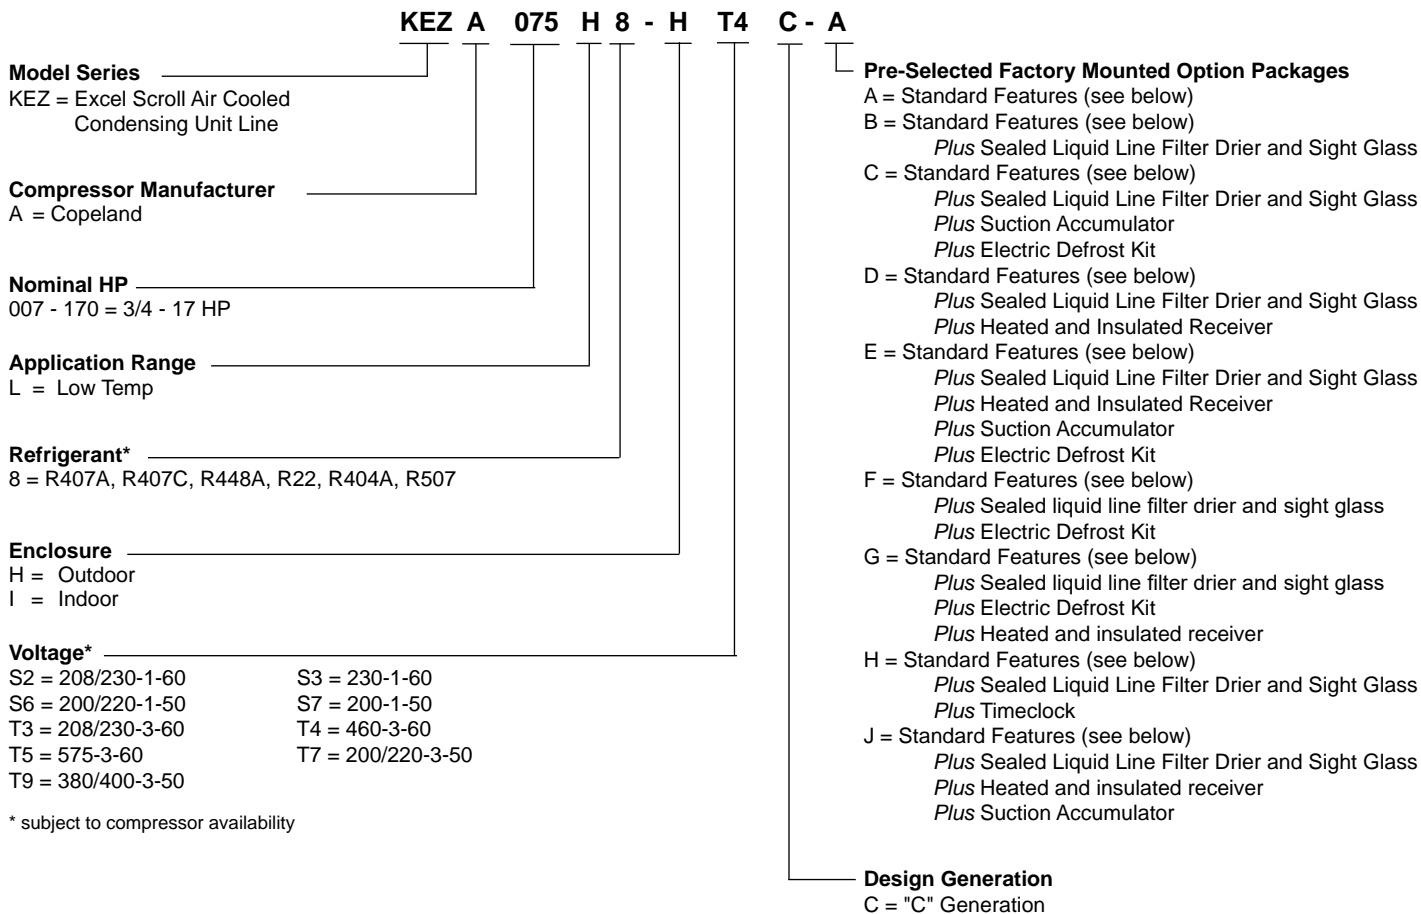 KEZ A 075 H 8 - H T4 C - A
Model Series
KEZ = Excel Scroll Air Cooled
Condensing Unit Line
Compressor Manufacturer
A = Copeland
Nominal HP
007 - 170 = 3/4 - 17 HP
Application Range
L = Low Temp
Refrigerant*
8 = R407A, R407C, R448A, R22, R404A, R507
Enclosure
H = Outdoor
I = Indoor
Voltage*
S2 = 208/230-1-60 S3 = 230-1-60
S6 = 200/220-1-50 S7 = 200-1-50
T3 = 208/230-3-60 T4 = 460-3-60
T5 = 575-3-60 T7 = 200/220-3-50
T9 = 380/400-3-50
* subject to compressor availability
Pre-Selected Factory Mounted Option Packages
A = Standard Features (see below)
B = Standard Features (see below)
Plus Sealed Liquid Line Filter Drier and Sight Glass
C = Standard Features (see below)
Plus Sealed Liquid Line Filter Drier and Sight Glass
Plus Suction Accumulator
Plus Electric Defrost Kit
D = Standard Features (see below)
Plus Sealed Liquid Line Filter Drier and Sight Glass
Plus Heated and Insulated Receiver
E = Standard Features (see below)
Plus Sealed Liquid Line Filter Drier and Sight Glass
Plus Heated and Insulated Receiver
Plus Suction Accumulator
Plus Electric Defrost Kit
F = Standard Features (see below)
Plus Sealed liquid line filter drier and sight glass
Plus Electric Defrost Kit
G = Standard Features (see below)
Plus Sealed liquid line filter drier and sight glass
Plus Electric Defrost Kit
Plus Heated and insulated receiver
H = Standard Features (see below)
Plus Sealed Liquid Line Filter Drier and Sight Glass
Plus Timeclock
J = Standard Features (see below)
Plus Sealed Liquid Line Filter Drier and Sight Glass
Plus Heated and insulated receiver
Plus Suction Accumulator
Design Generation
C = "C" Generation